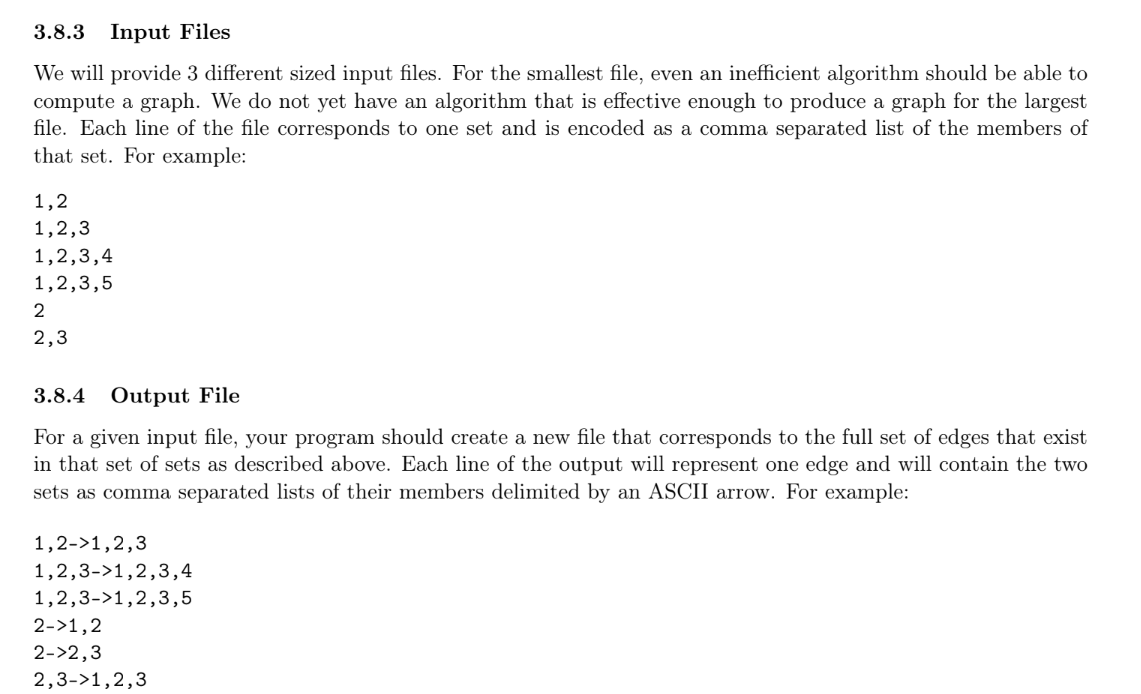 3.8.3 Input Files
We will provide 3 different sized input files. For the smallest file, even an inefficient algorithm should be able to
compute a graph. We do not yet have an algorithm that is effective enough to produce a graph for the largest
file. Each line of the file corresponds to one set and is encoded as a comma separated list of the members of
that set. For example:
1,2
1,2,3
1,2,3,4
1,2,3,5
2
2,3
3.8.4 Output File
For a given input file, your program should create a new file that corresponds to the full set of edges that exist
in that set of sets as described above. Each line of the output will represent one edge and will contain the two
sets as comma separated lists of their members delimited by an ASCII arrow. For example:
1,2->1,2,3
1,2,3->1,2,3,4
1,2,3->1,2,3,5
2->1,2
2->2,3
2,3->1,2,3